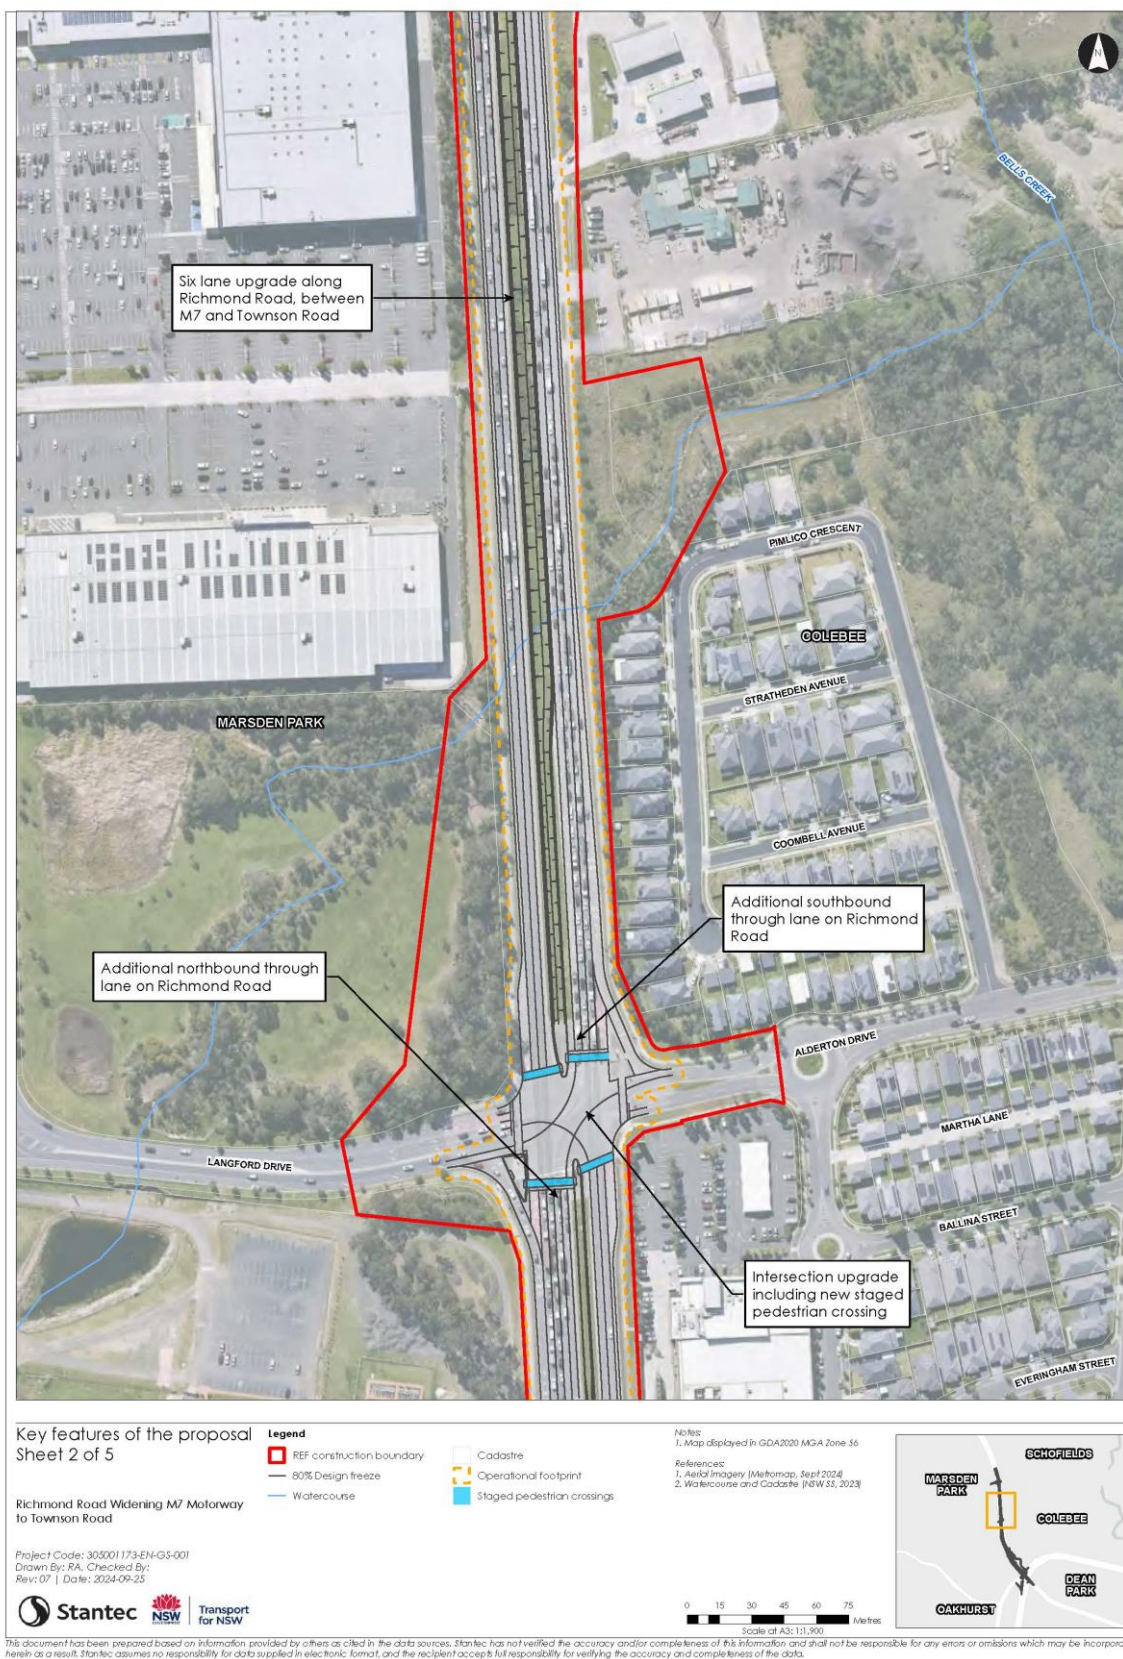 N
BELLS CREEK
Six lane upgrade along
Richmond Road, between
M7 and Townson Road
PIMLICO CRESCENT
COLEBEE
STRATHEDEN AVENUE
MARSDEN PARK
COOMBELL AVENUE
Additional southbound
through lane on Richmond
Road
Additional northbound through
lane on Richmond Road
ALDERTON DRIVE
MARTHA LANE
LANGFORD DRIVE
BALLINA STREET
Intersection upgrade
including new staged
pedestrian crossing
EVERINGHAM STREET
Key features of the proposal
Sheet 2 of 5
Richmond Road Widening M7 Motorway
to Townson Road
Project Code: 305001173-EN-GS-001
Drawn By: RA, Checked By:
Rev: 07 | Date: 2024-09-25
Stantec
NSW
GOVERNMENT
Transport
for NSW
Legend
REF construction boundary
80% Design freeze
Watercourse
Cadastre
Operational footprint
Staged pedestrian crossings
Notes:
1. Map displayed in GDA2020 MGA Zone 56
References:
1. Aerial Imagery (Metromap, Sept 2024)
2. Watercourse and Cadastre (NSW SS, 2023)
0 15 30 45 60 75
Metres
Scale at A3: 1:1,900
SCHOFIELDS
MARSDEN
PARK
COLEBEE
DEAN
PARK
OAKHURST
This document has been prepared based on information provided by others as cited in the data sources. Stantec has not verified the accuracy and/or completeness of this information and shall not be responsible for any errors or omissions which may be incorpora
herein as a result. Stantec assumes no responsibility for data supplied in electronic format, and the recipient accepts full responsibility for verifying the accuracy and completeness of the data.